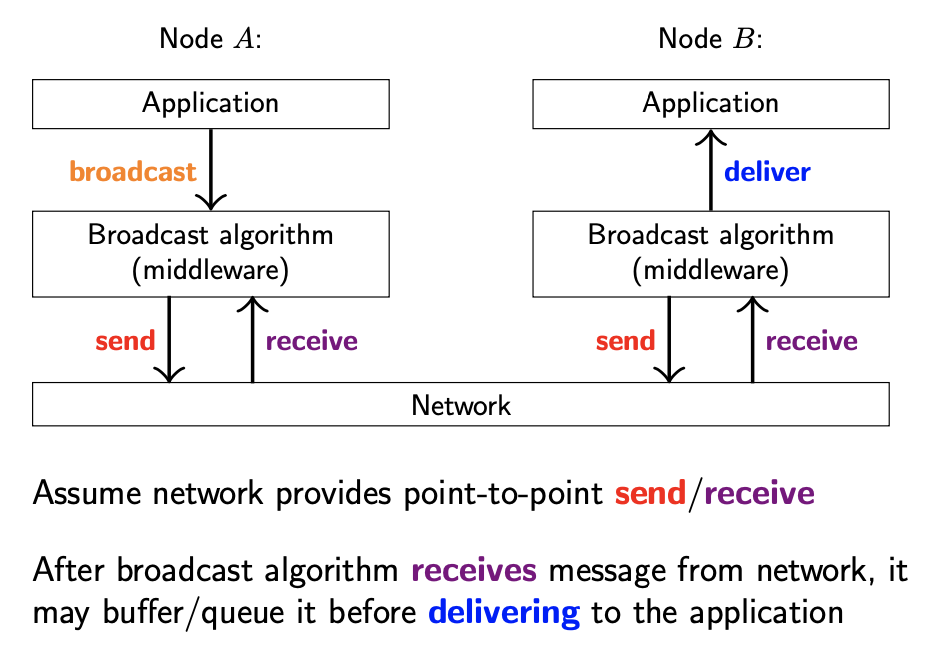 Node A:
Node B:
Application
Application
broadcast
deliver
Broadcast algorithm
(middleware)
Broadcast algorithm
(middleware)
send
receive
send
receive
Network
Assume network provides point-to-point send/receive
After broadcast algorithm receives message from network, it
may buffer/queue it before delivering to the application